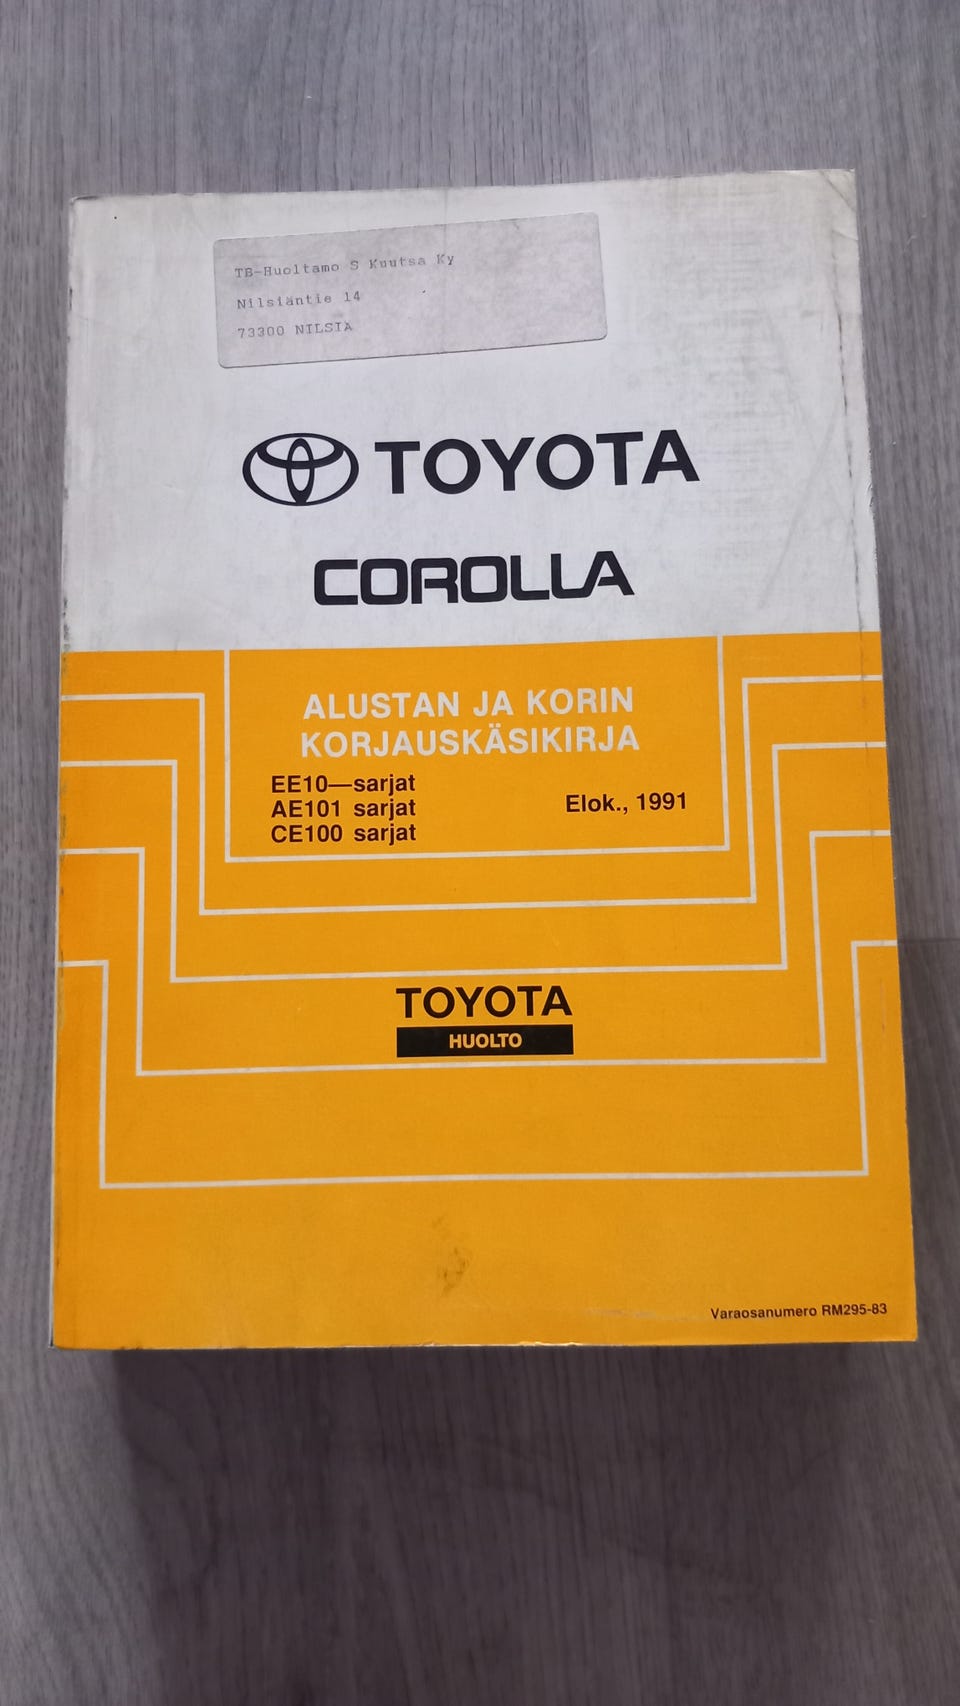 TB-Huoltamo S Kuutsa Ky
Nilsiäntie 14
73300 NILSIÄ
TOYOTA
COROLLA
ALUSTAN JA KORIN
KORJAUSKÄSIKIRJA
EE10—sarjat
AE101 sarjat
CE100 sarjat
Elok., 1991
TOYOTA
HUOLTO
Varaosanumero RM295-83